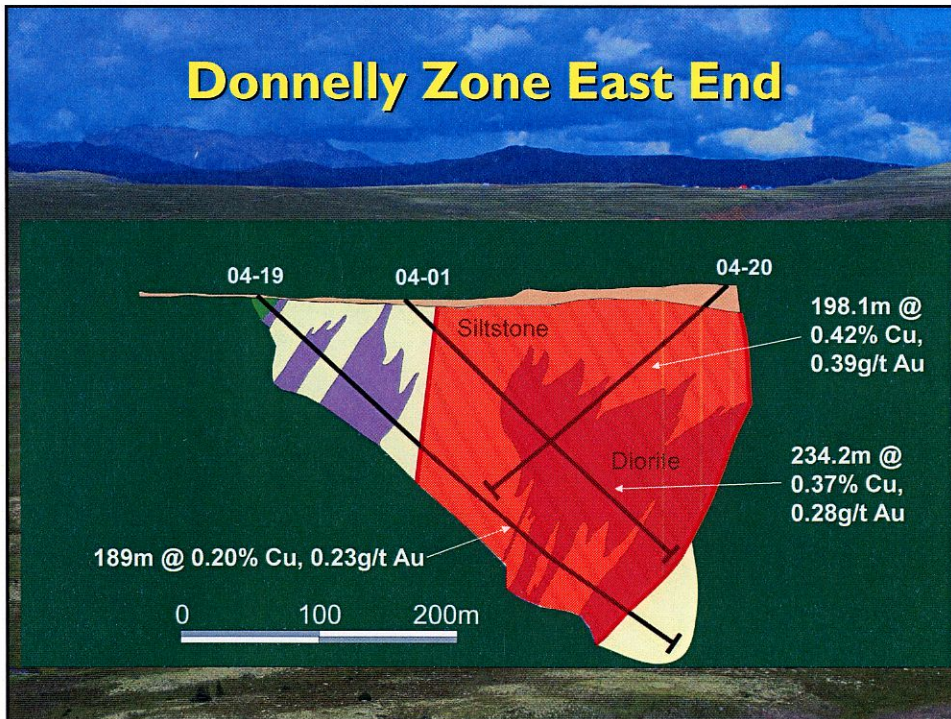 Donnelly Zone East End
04-19
04-01
04-20
Siltstone
198.1m @
0.42% Cu,
0.39g/t Au
Diorite
234.2m @
0.37% Cu,
0.28g/t Au
189m @ 0.20% Cu, 0.23g/t Au
0
100
200m